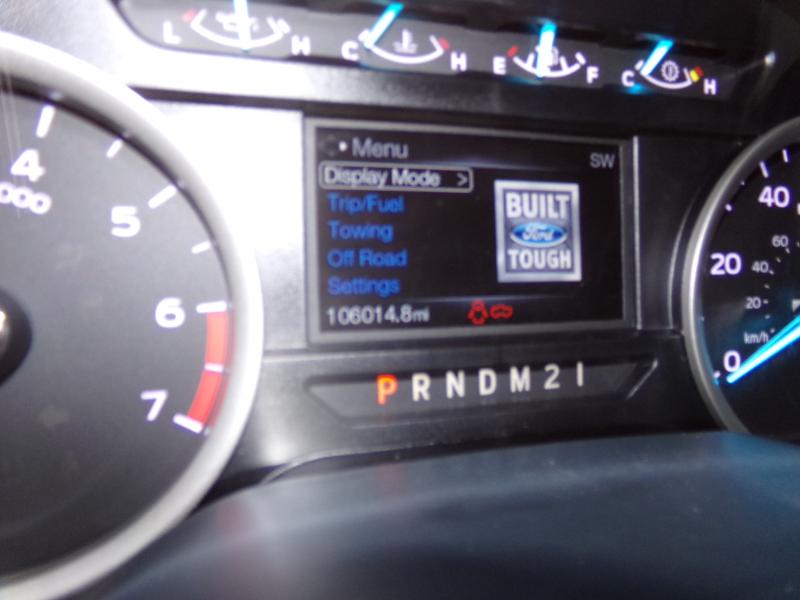 L H
C H
E F
C H
Menu
SW
Display Mode >
Trip/Fuel
Towing
Off Road
Settings
106014.8mi
BUILT
Ford
TOUGH
P R N D M 2 1
4
000
5
6
7
40
60
20
40
20
km/h
0